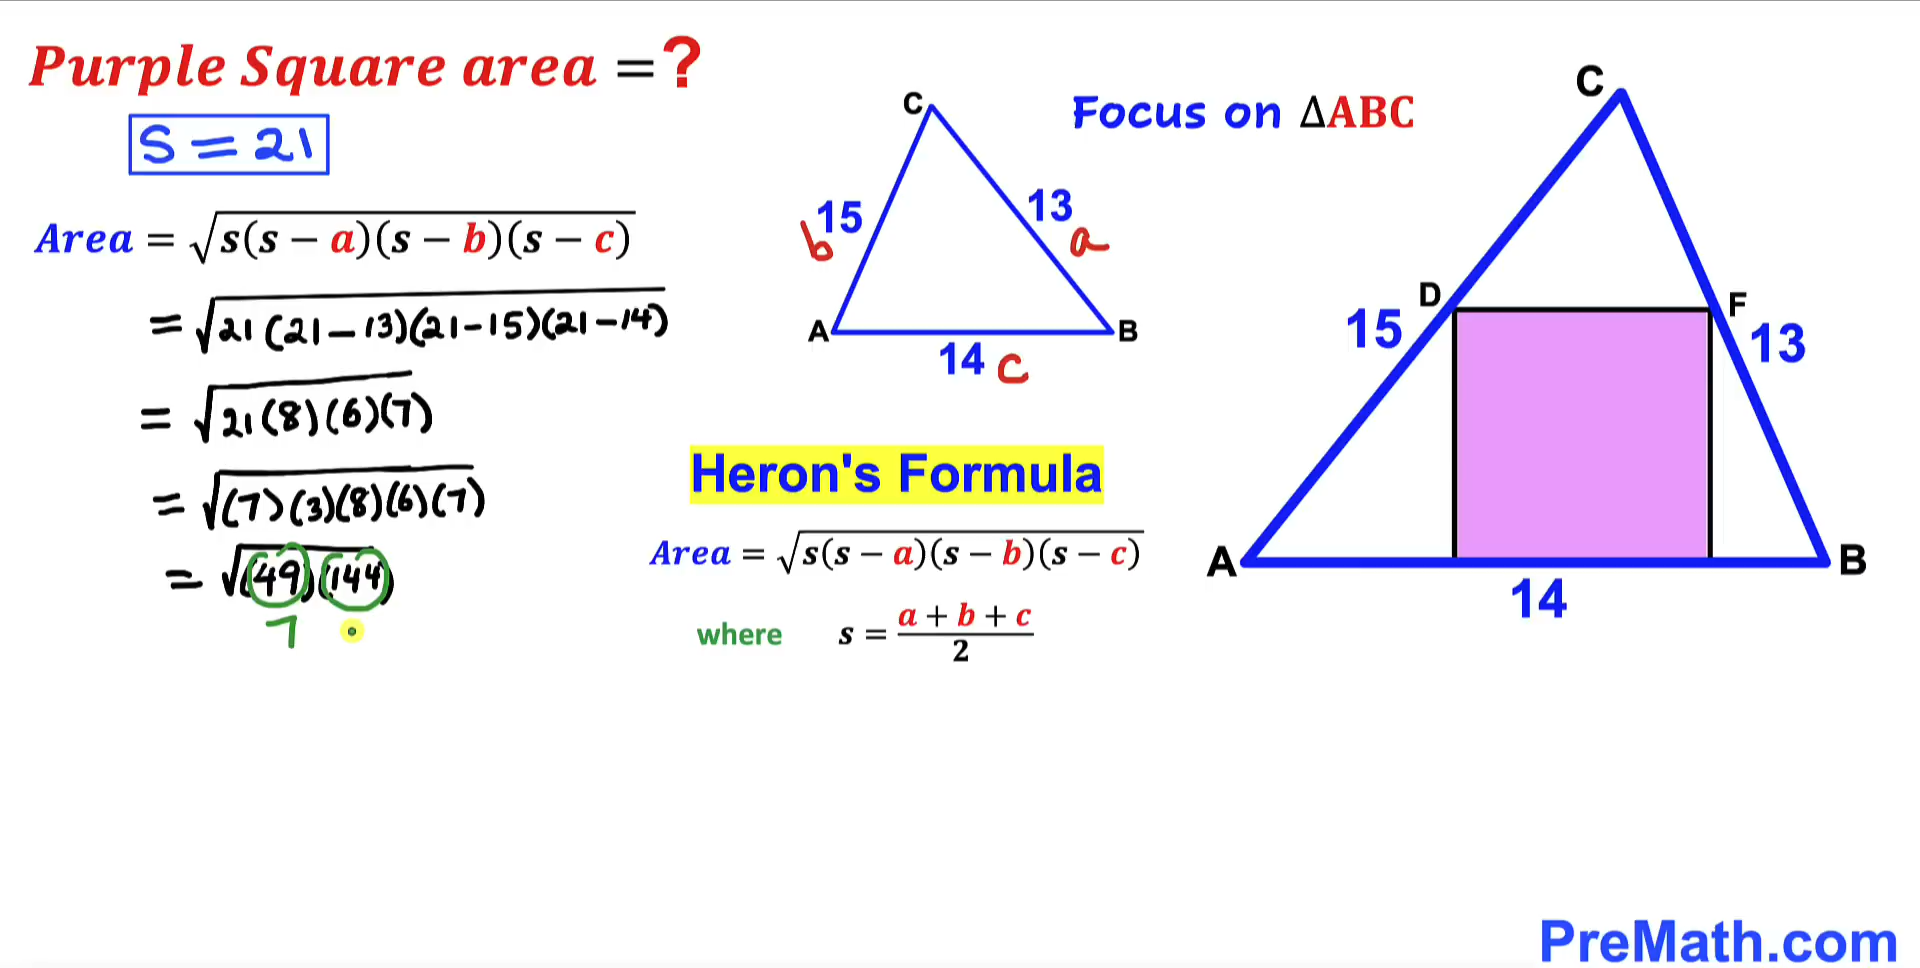 Purple Square area =?
S = 21
Area = √s(s − a)(s − b)(s − c)
= √21(21−13)(21−15)(21−14)
= √21(8)(6)(7)
= √(7)(3)(8)(6)(7)
= √(49)(144)
7
C
15
b
13
a
A
B
14 c
Focus on ΔABC
Heron's Formula
Area = √s(s − a)(s − b)(s − c)
where s = a + b + c
2
C
D
F
15
13
A
B
14
PreMath.com